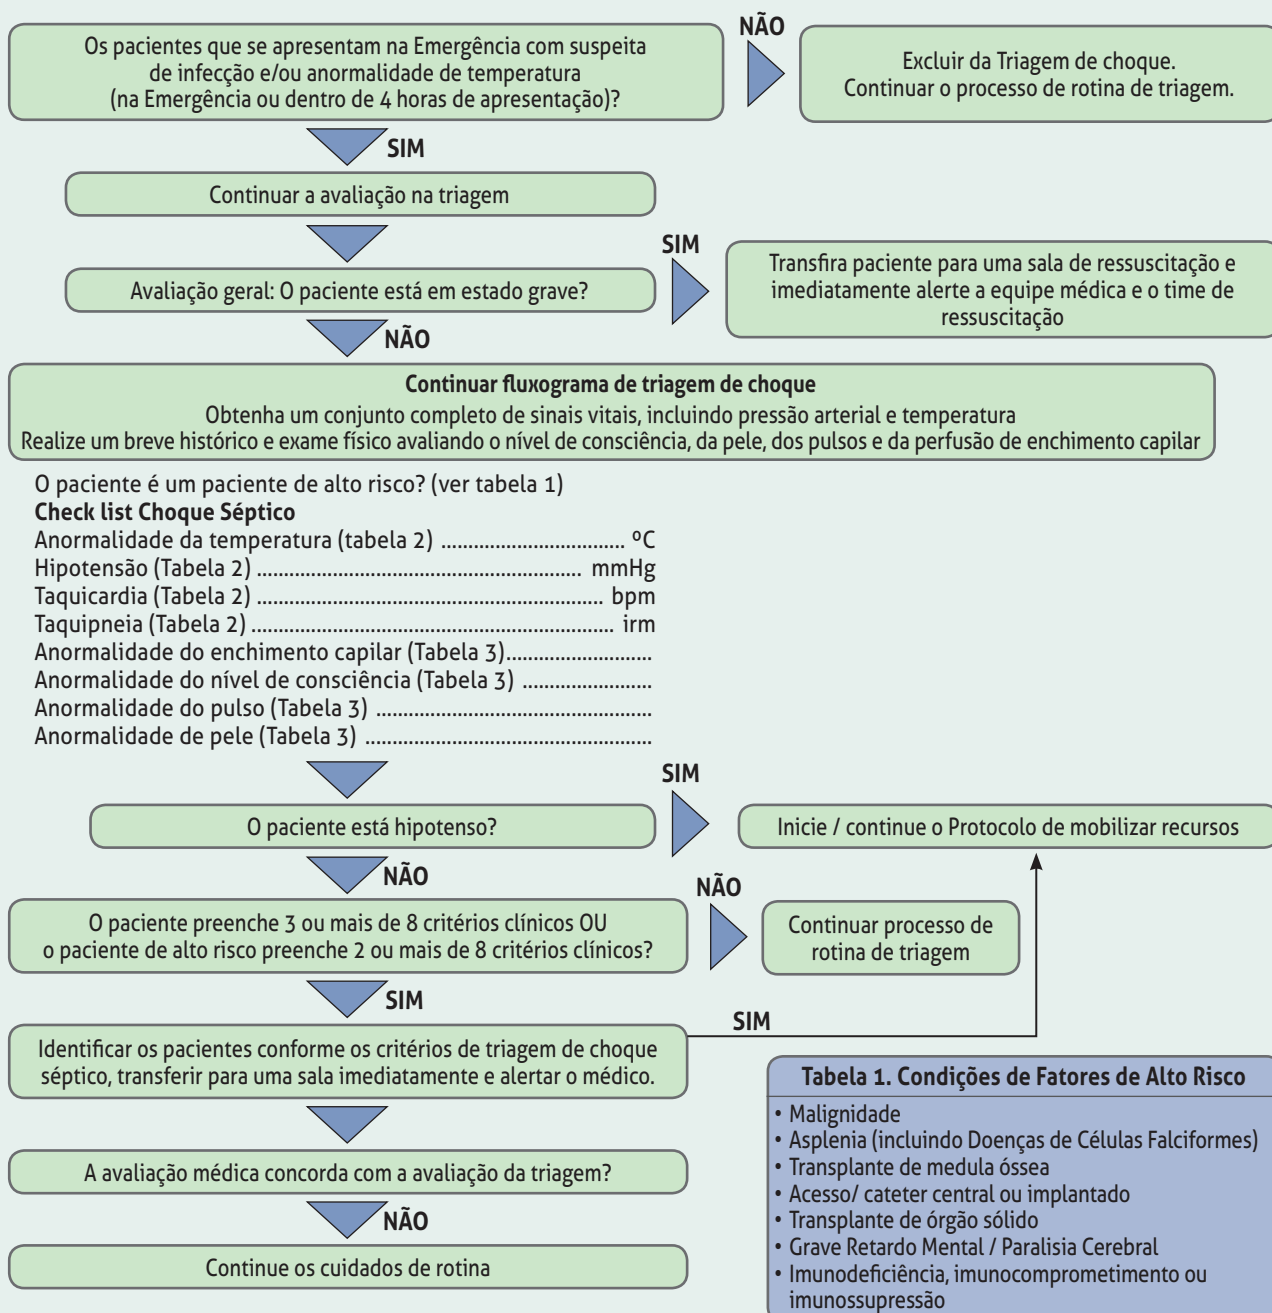 Os pacientes que se apresentam na Emergência com suspeita
de infecção e/ou anormalidade de temperatura
(na Emergência ou dentro de 4 horas de apresentação)?
NÃO
Excluir da Triagem de choque.
Continuar o processo de rotina de triagem.
SIM
Continuar a avaliação na triagem
Avaliação geral: O paciente está em estado grave?
SIM
Transfira paciente para uma sala de ressuscitação e
imediatamente alerte a equipe médica e o time de
ressuscitação
NÃO
Continuar fluxograma de triagem de choque
Obtenha um conjunto completo de sinais vitais, incluindo pressão arterial e temperatura
Realize um breve histórico e exame físico avaliando o nível de consciência, da pele, dos pulsos e da perfusão de enchimento capilar
O paciente é um paciente de alto risco? (ver tabela 1)
Check list Choque Séptico
Anormalidade da temperatura (tabela 2) ................................ ºC
Hipotensão (Tabela 2) ......................................................... mmHg
Taquicardia (Tabela 2) ............................................................. bpm
Taquipneia (Tabela 2) ................................................................ irm
Anormalidade do enchimento capilar (Tabela 3).........................
Anormalidade do nível de consciência (Tabela 3) .......................
Anormalidade do pulso (Tabela 3) ................................................
Anormalidade de pele (Tabela 3) ..................................................
O paciente está hipotenso?
SIM
Inicie / continue o Protocolo de mobilizar recursos
NÃO
O paciente preenche 3 ou mais de 8 critérios clínicos OU
o paciente de alto risco preenche 2 ou mais de 8 critérios clínicos?
NÃO
Continuar processo de
rotina de triagem
SIM
Identificar os pacientes conforme os critérios de triagem de choque
séptico, transferir para uma sala imediatamente e alertar o médico.
SIM
A avaliação médica concorda com a avaliação da triagem?
NÃO
Continue os cuidados de rotina
Tabela 1. Condições de Fatores de Alto Risco
• Malignidade
• Asplenia (incluindo Doenças de Células Falciformes)
• Transplante de medula óssea
• Acesso/ cateter central ou implantado
• Transplante de órgão sólido
• Grave Retardo Mental / Paralisia Cerebral
• Imunodeficiência, imunocomprometimento ou
imunossupressão